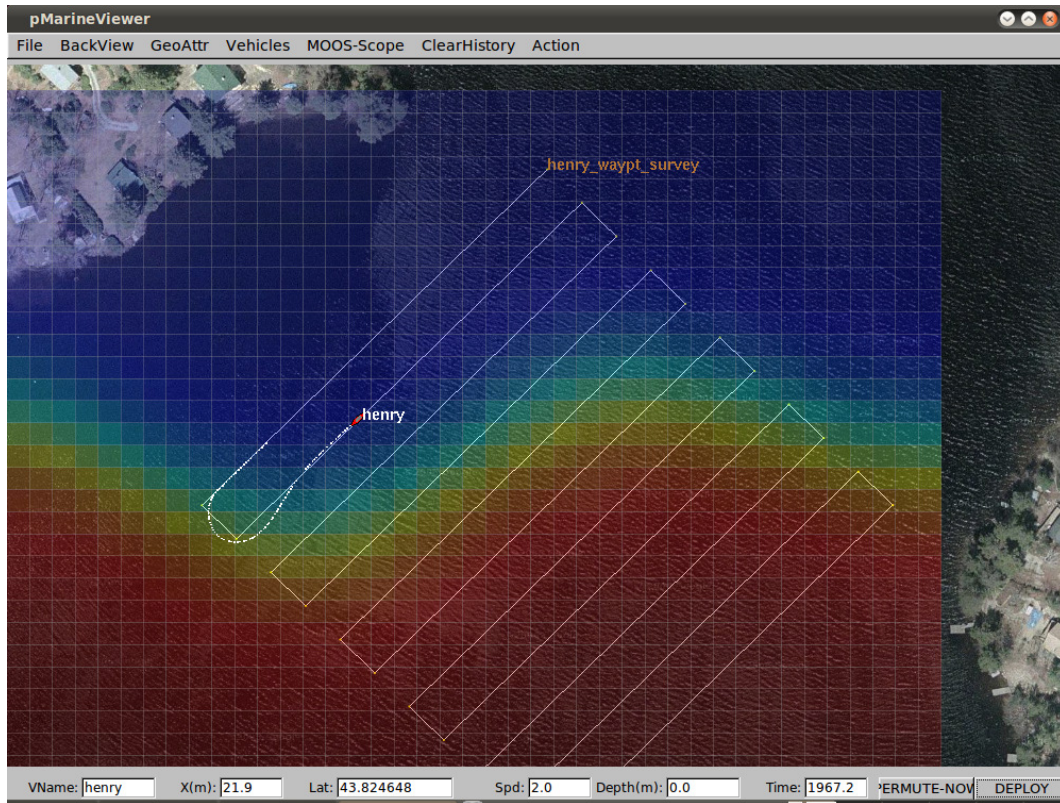 pMarineViewer
File BackView GeoAttr Vehicles MOOS-Scope ClearHistory Action
henry_waypt_survey
henry
VName: henry X(m): 21.9 Lat: 43.824648 Spd: 2.0 Depth(m): 0.0 Time: 1967.2 PERMUTE-NOW DEPLOY